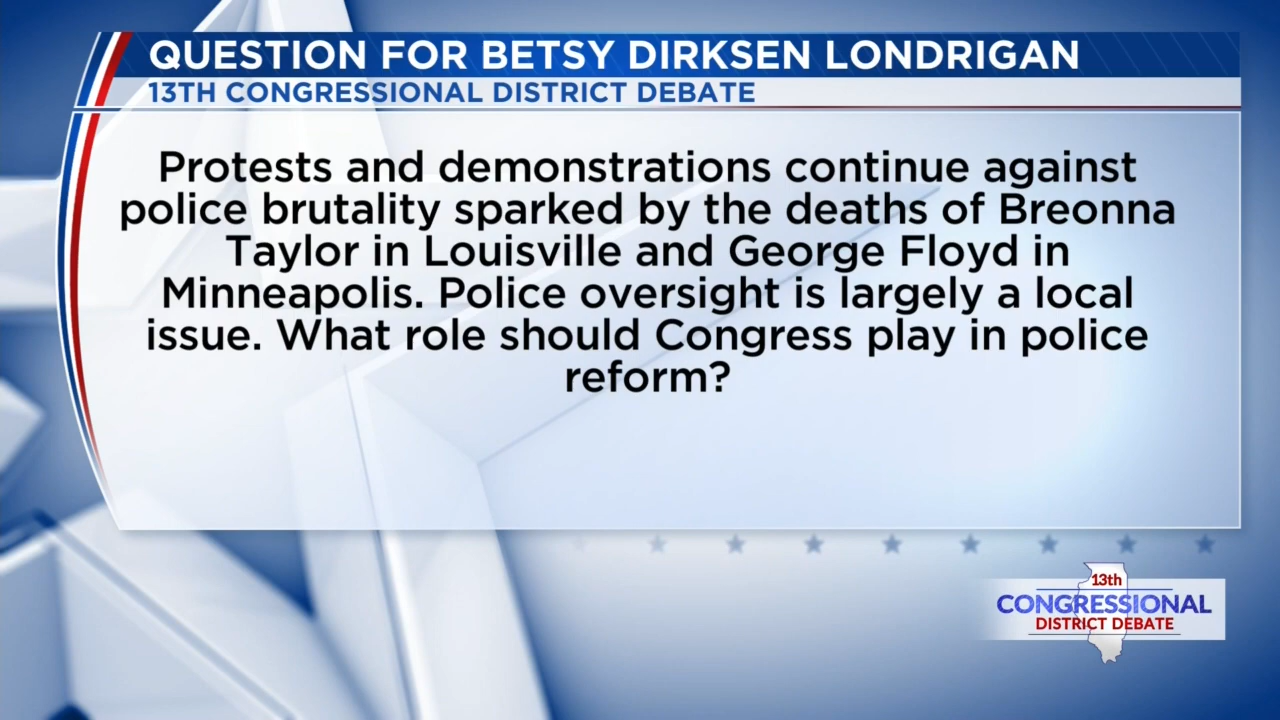 QUESTION FOR BETSY DIRKSEN LONDRIGAN
13TH CONGRESSIONAL DISTRICT DEBATE
Protests and demonstrations continue against
police brutality sparked by the deaths of Breonna
Taylor in Louisville and George Floyd in
Minneapolis. Police oversight is largely a local
issue. What role should Congress play in police
reform?
13th
CONGRESSIONAL
DISTRICT DEBATE